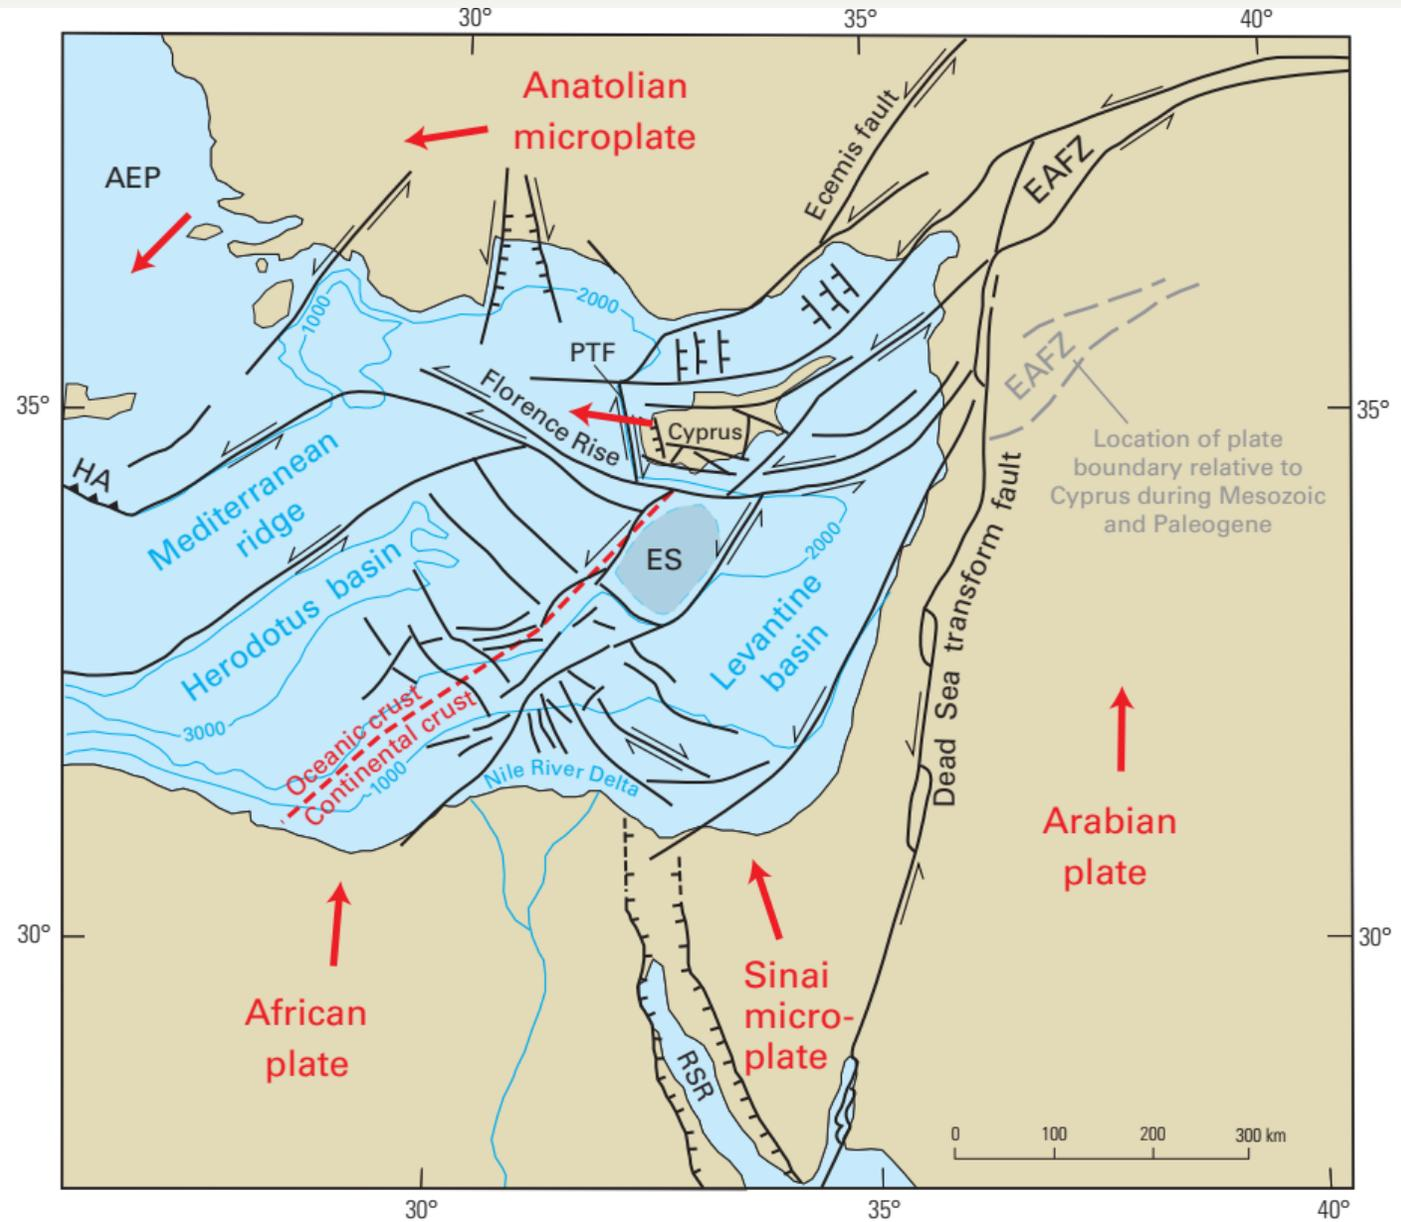 30°
35°
40°
Anatolian
microplate
AEP
Ecemis fault
EAFZ
1000
2000
PTF
EAFZ
35°
35°
Florence Rise
Cyprus
Location of plate
boundary relative to
Cyprus during Mesozoic
and Paleogene
HA
Mediterranean
ridge
ES
2000
Herodotus basin
Levantine
basin
Dead Sea transform fault
3000
Oceanic crust
Continental crust
1000
Nile River Delta
Arabian
plate
30°
30°
African
plate
Sinai
micro-
plate
RSR
0 100 200 300 km
30°
35°
40°